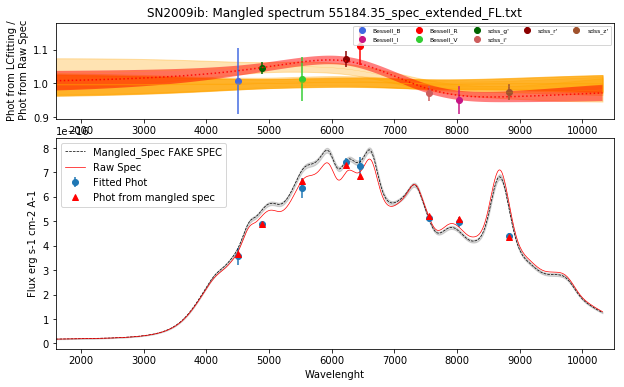 SN2009ib: Mangled spectrum 55184.35_spec_extended_FL.txt
Phot from LCfitting /
Phot from Raw Spec
1.1
1.0
0.9
Bessell_B
Bessell_I
Bessell_R
Bessell_V
sdss_g'
sdss_i'
sdss_r'
sdss_z'
2000 3000 4000 5000 6000 7000 8000 9000 10000
1e−16
Flux erg s-1 cm-2 A-1
8
7
6
5
4
3
2
1
0
Mangled_Spec FAKE SPEC
Raw Spec
Fitted Phot
Phot from mangled spec
2000 3000 4000 5000 6000 7000 8000 9000 10000
Wavelenght